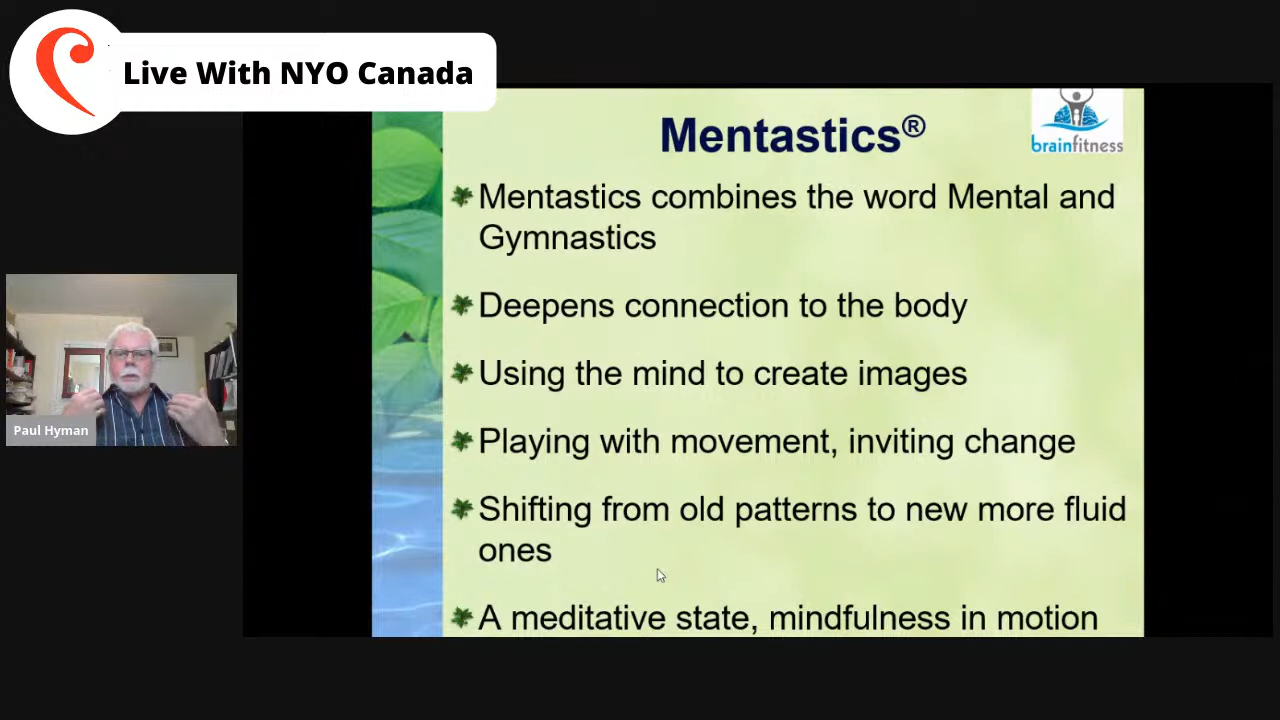 Live With NYO Canada
Mentastics®
brainfitness
Mentastics combines the word Mental and
Gymnastics
Deepens connection to the body
Using the mind to create images
Playing with movement, inviting change
Shifting from old patterns to new more fluid
ones
A meditative state, mindfulness in motion
Paul Hyman